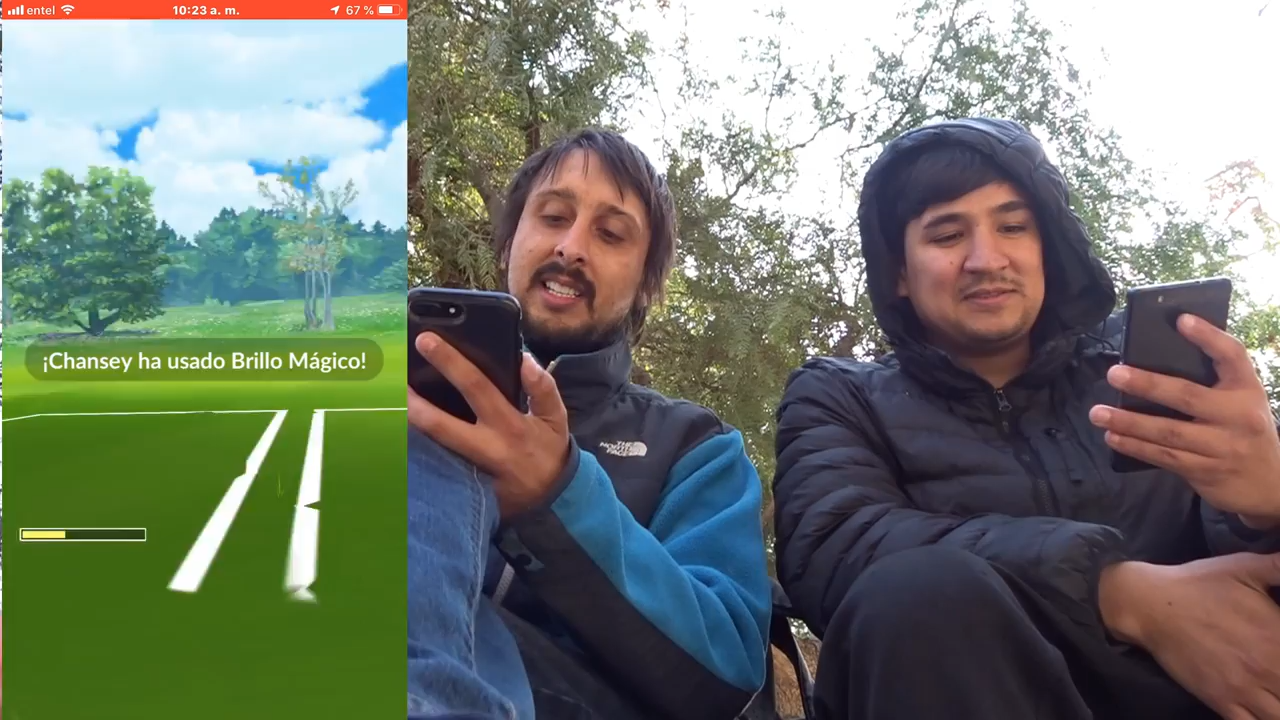 entel 10:23 a. m. 67 %
¡Chansey ha usado Brillo Mágico!
THE
NORTH
FACE